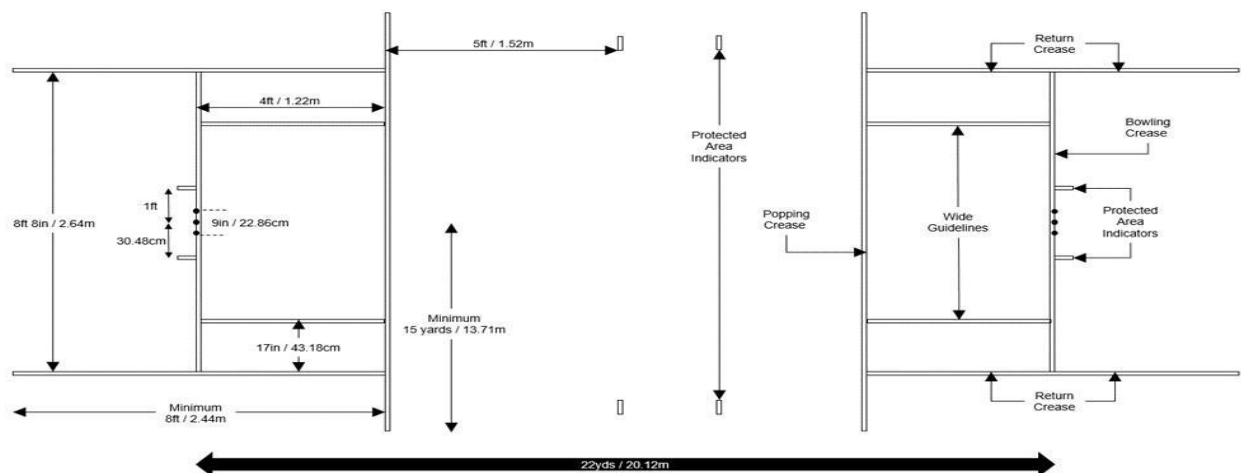 5ft / 1.52m
Return
Crease
4ft / 1.22m
Protected
Area
Indicators
Bowling
Crease
1ft
8ft 8in / 2.64m
9in / 22.86cm
30.48cm
Popping
Crease
Wide
Guidelines
Protected Area
Indicators
Minimum
15 yards / 13.71m
17in / 43.18cm
Minimum
8ft / 2.44m
Return
Crease
22yds / 20.12m